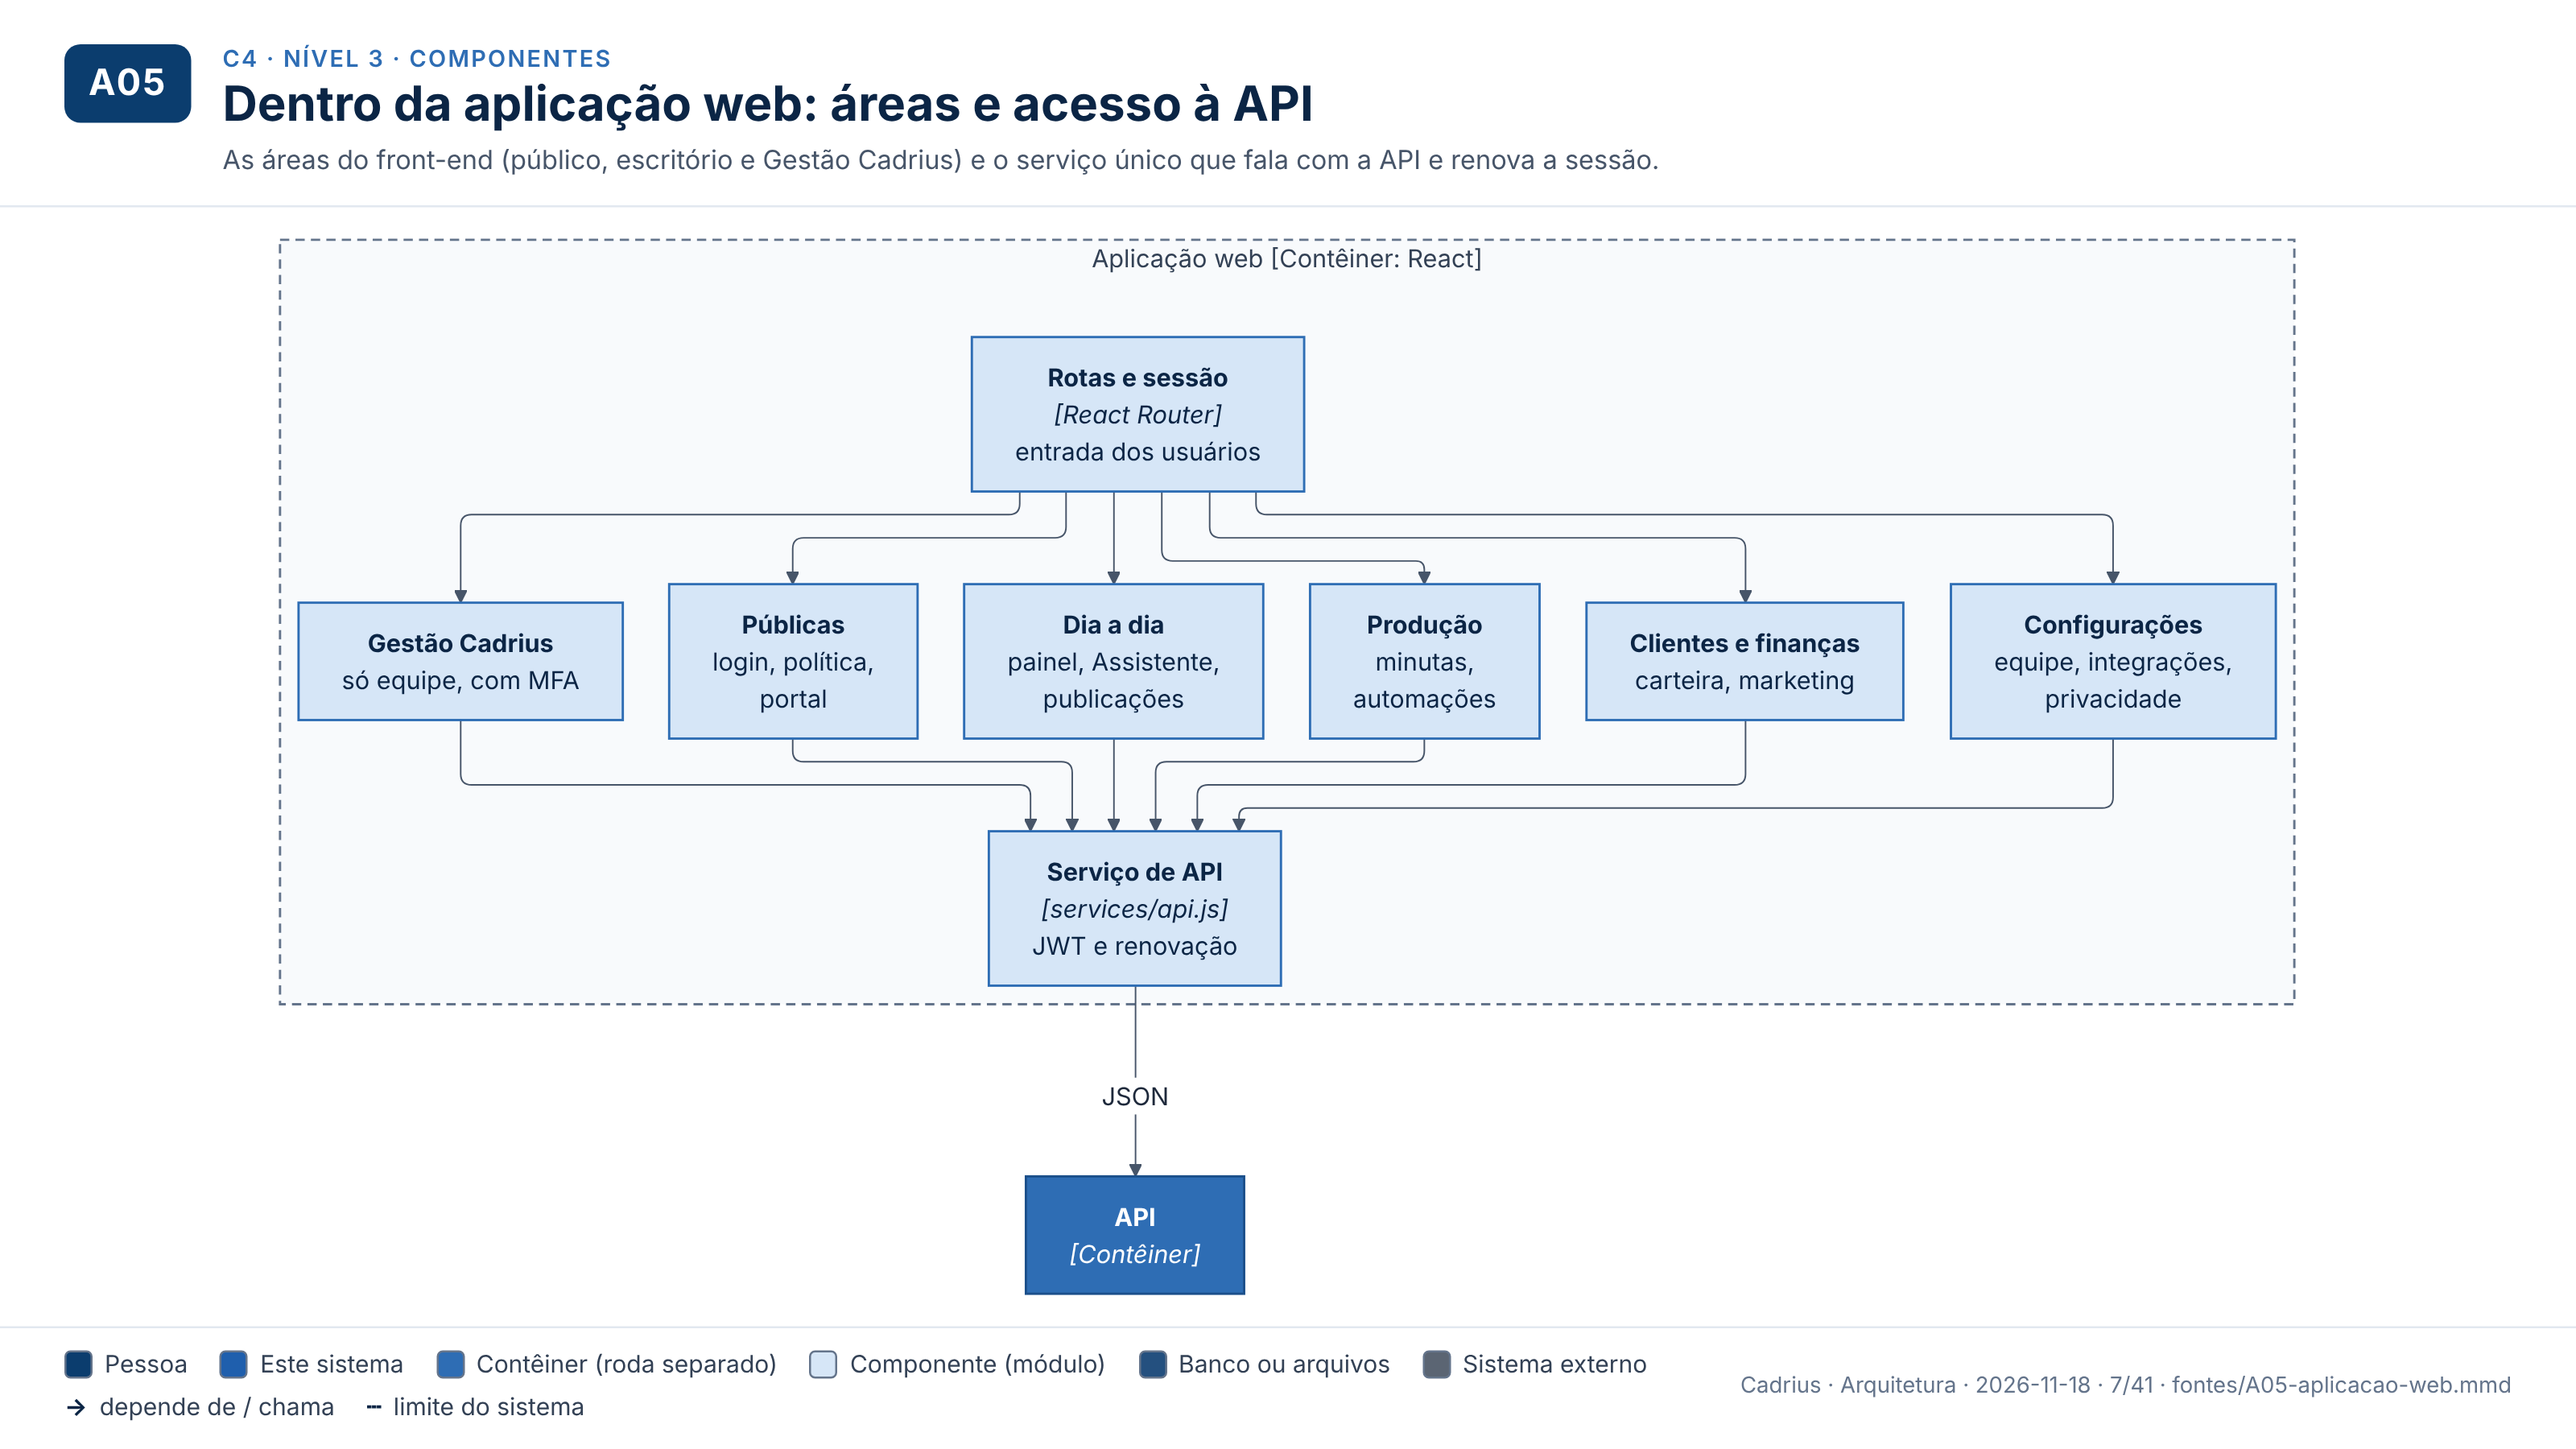 A05
C4 · NÍVEL 3 · COMPONENTES
Dentro da aplicação web: áreas e acesso à API
As áreas do front-end (público, escritório e Gestão Cadrius) e o serviço único que fala com a API e renova a sessão.
Aplicação web [Contêiner: React]
Rotas e sessão
[React Router]
entrada dos usuários
Gestão Cadrius
só equipe, com MFA
Públicas
login, política,
portal
Dia a dia
painel, Assistente,
publicações
Produção
minutas,
automações
Clientes e finanças
carteira, marketing
Configurações
equipe, integrações,
privacidade
Serviço de API
[services/api.js]
JWT e renovação
JSON
API
[Contêiner]
Pessoa
Este sistema
Contêiner (roda separado)
Componente (módulo)
Banco ou arquivos
Sistema externo
→ depende de / chama
┅ limite do sistema
Cadrius · Arquitetura · 2026-11-18 · 7/41 · fontes/A05-aplicacao-web.mmd